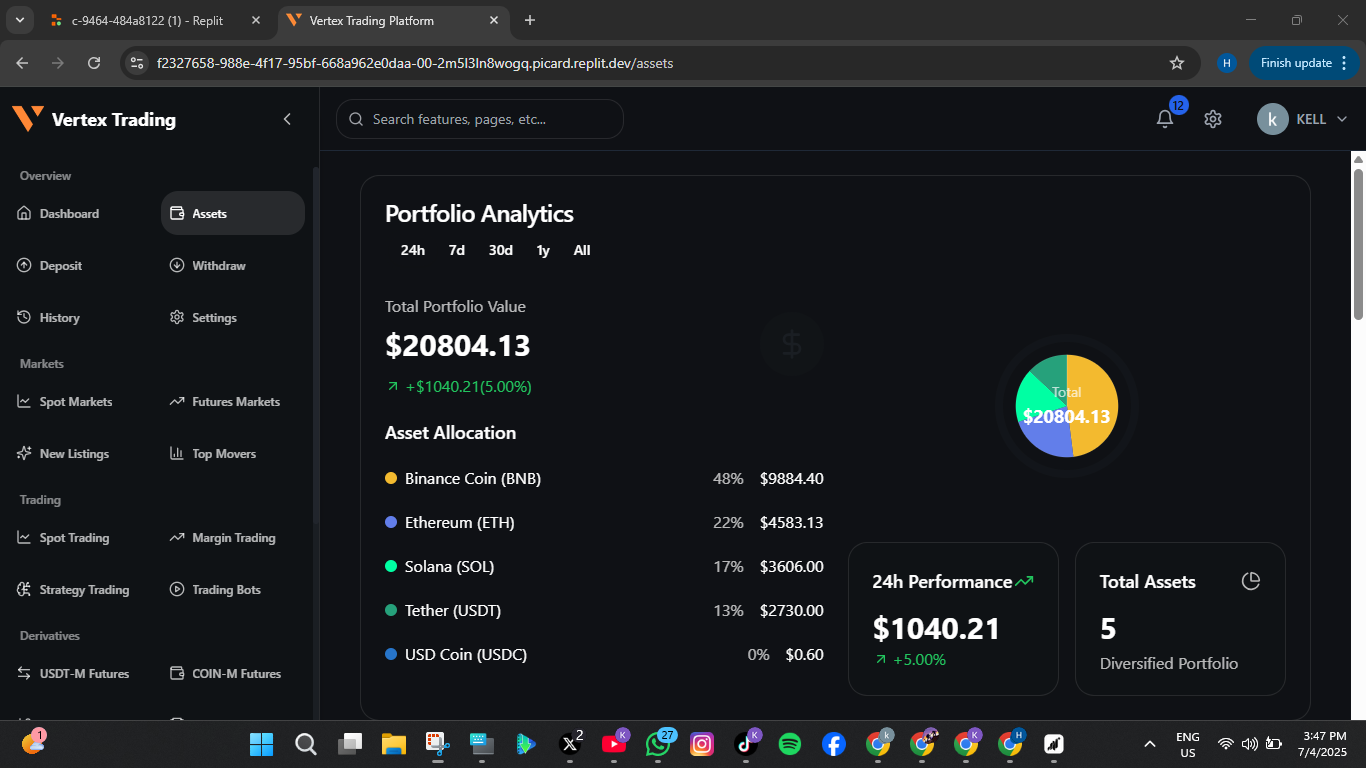 c-9464-484a8122 (1) - Replit
Vertex Trading Platform
f2327658-988e-4f17-95bf-668a962e0daa-00-2m5l3ln8wogq.picard.replit.dev/assets
H
Finish update
Vertex Trading
Search features, pages, etc...
12
k
KELL
Overview
Dashboard
Assets
Deposit
Withdraw
History
Settings
Markets
Spot Markets
Futures Markets
New Listings
Top Movers
Trading
Spot Trading
Margin Trading
Strategy Trading
Trading Bots
Derivatives
USDT-M Futures
COIN-M Futures
Portfolio Analytics
24h 7d 30d 1y All
Total Portfolio Value
$20804.13
+$1040.21(5.00%)
$
Asset Allocation
Binance Coin (BNB) 48% $9884.40
Ethereum (ETH) 22% $4583.13
Solana (SOL) 17% $3606.00
Tether (USDT) 13% $2730.00
USD Coin (USDC) 0% $0.60
Total
$20804.13
24h Performance
$1040.21
+5.00%
Total Assets
5
Diversified Portfolio
1
2
K
27
K
k
K
H
ENG
US
3:47 PM
7/4/2025